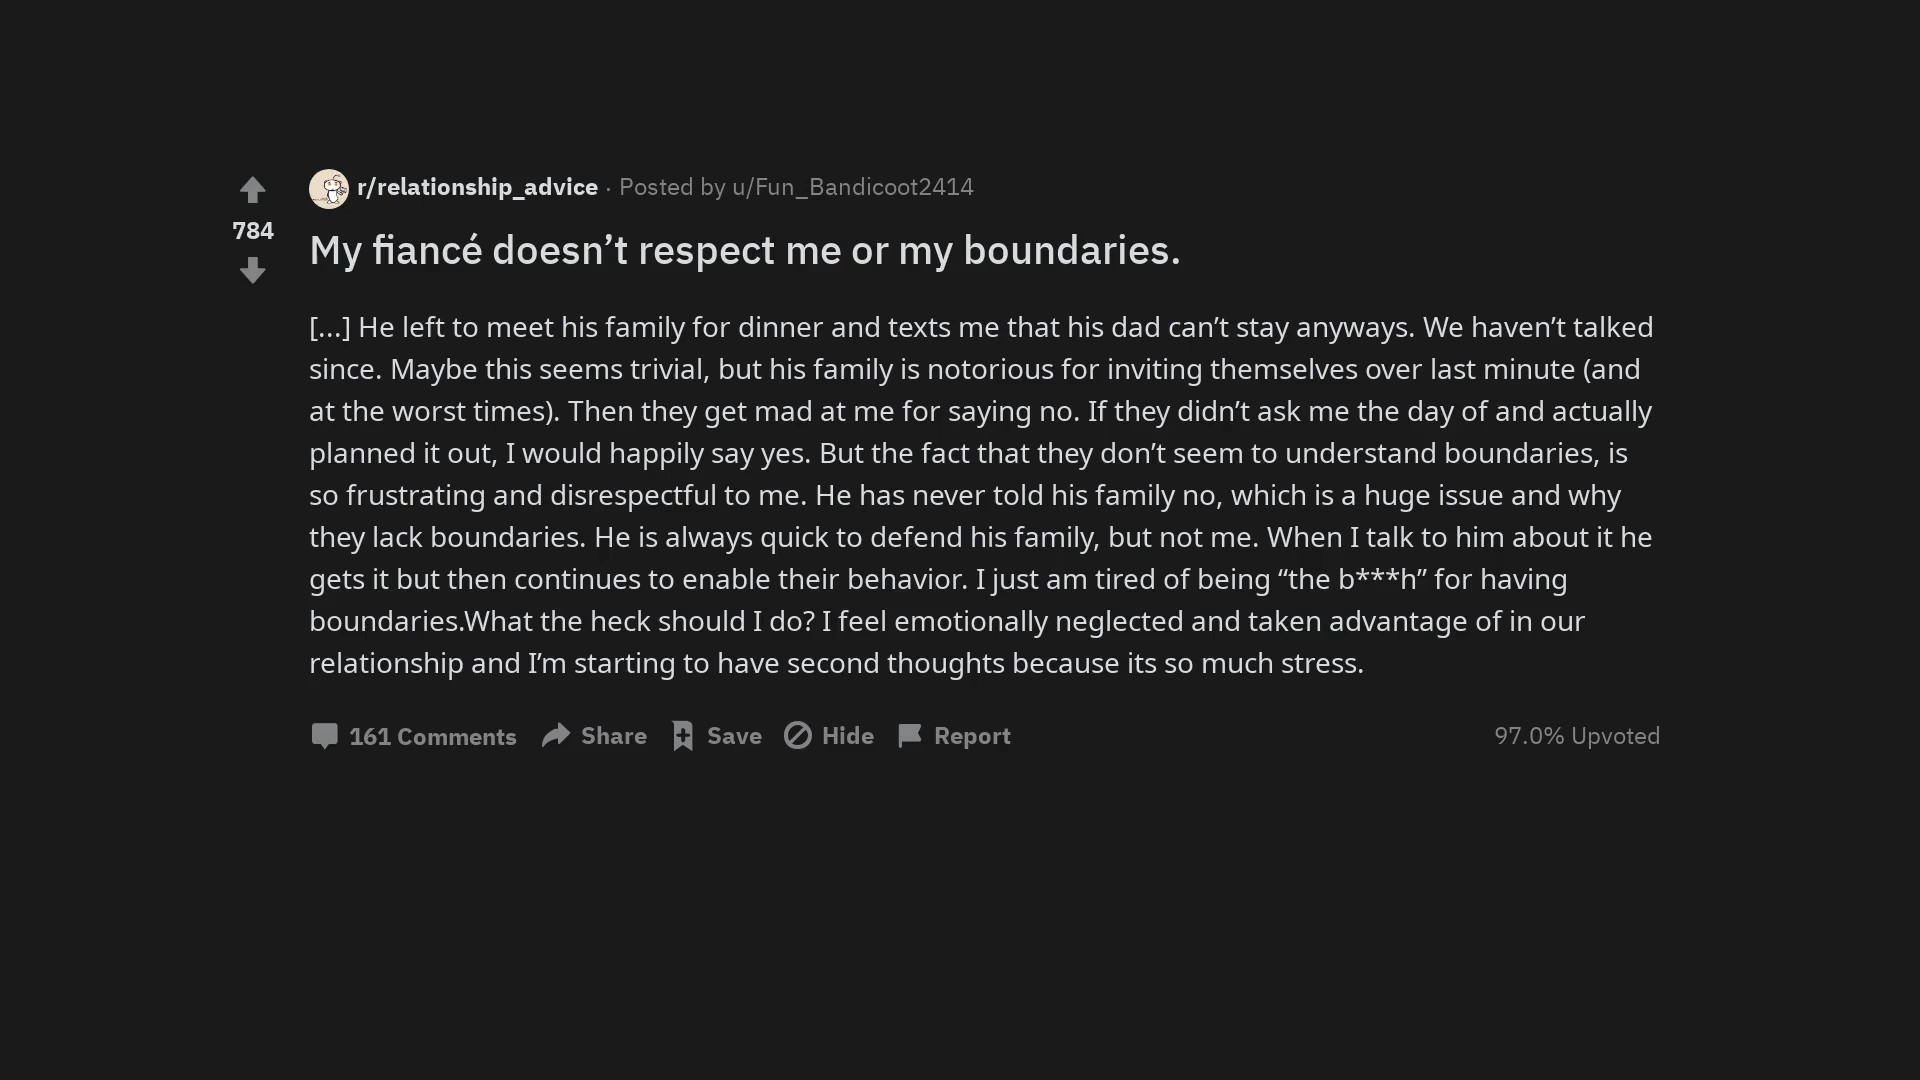 r/relationship_advice · Posted by u/Fun_Bandicoot2414
784
My fiancé doesn’t respect me or my boundaries.
[...] He left to meet his family for dinner and texts me that his dad can’t stay anyways. We haven’t talked
since. Maybe this seems trivial, but his family is notorious for inviting themselves over last minute (and
at the worst times). Then they get mad at me for saying no. If they didn’t ask me the day of and actually
planned it out, I would happily say yes. But the fact that they don’t seem to understand boundaries, is
so frustrating and disrespectful to me. He has never told his family no, which is a huge issue and why
they lack boundaries. He is always quick to defend his family, but not me. When I talk to him about it he
gets it but then continues to enable their behavior. I just am tired of being “the b***h” for having
boundaries.What the heck should I do? I feel emotionally neglected and taken advantage of in our
relationship and I’m starting to have second thoughts because its so much stress.
161 Comments Share Save Hide Report 97.0% Upvoted